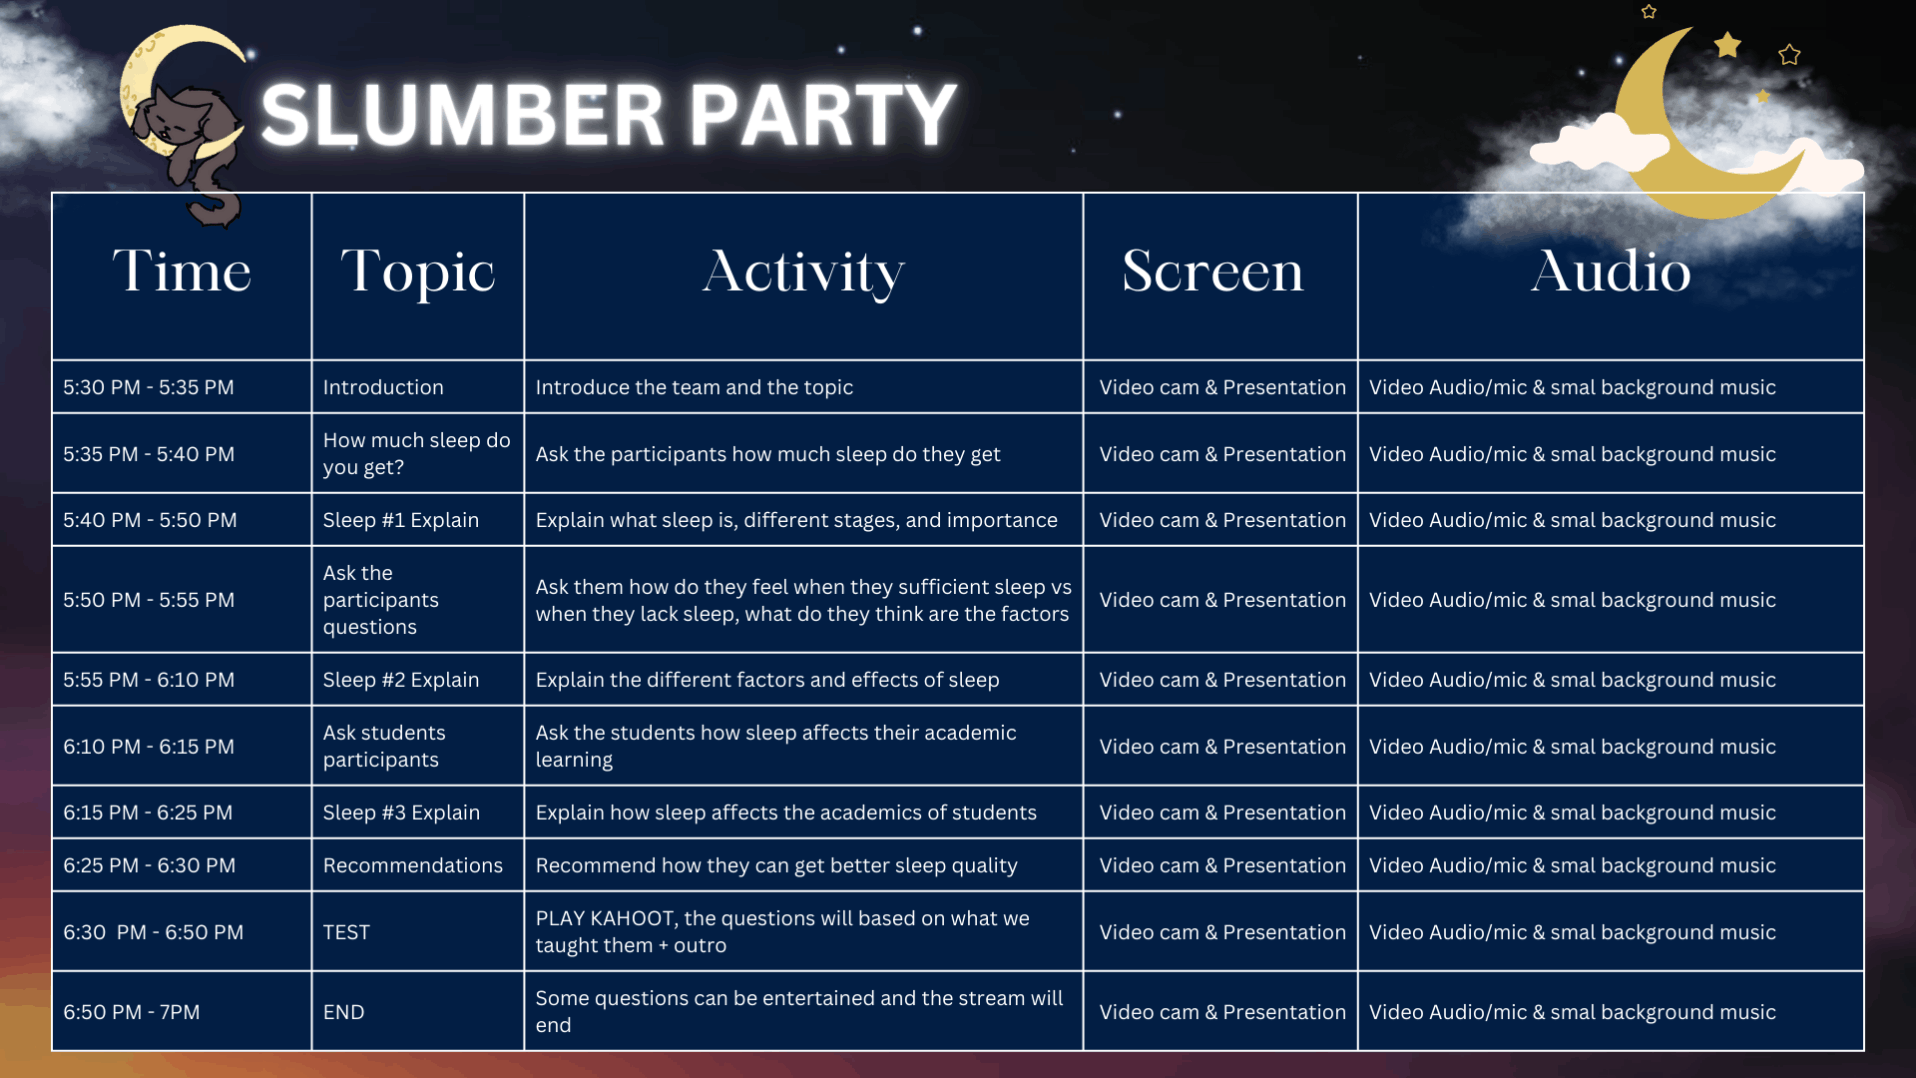 SLUMBER PARTY
Time Topic Activity Screen Audio
5:30 PM - 5:35 PM Introduction Introduce the team and the topic Video cam & Presentation Video Audio/mic & smal background music
5:35 PM - 5:40 PM How much sleep do
you get? Ask the participants how much sleep do they get Video cam & Presentation Video Audio/mic & smal background music
5:40 PM - 5:50 PM Sleep #1 Explain Explain what sleep is, different stages, and importance Video cam & Presentation Video Audio/mic & smal background music
5:50 PM - 5:55 PM Ask the
participants
questions Ask them how do they feel when they sufficient sleep vs
when they lack sleep, what do they think are the factors Video cam & Presentation Video Audio/mic & smal background music
5:55 PM - 6:10 PM Sleep #2 Explain Explain the different factors and effects of sleep Video cam & Presentation Video Audio/mic & smal background music
6:10 PM - 6:15 PM Ask students
participants Ask the students how sleep affects their academic
learning Video cam & Presentation Video Audio/mic & smal background music
6:15 PM - 6:25 PM Sleep #3 Explain Explain how sleep affects the academics of students Video cam & Presentation Video Audio/mic & smal background music
6:25 PM - 6:30 PM Recommendations Recommend how they can get better sleep quality Video cam & Presentation Video Audio/mic & smal background music
6:30 PM - 6:50 PM TEST PLAY KAHOOT, the questions will based on what we
taught them + outro Video cam & Presentation Video Audio/mic & smal background music
6:50 PM - 7PM END Some questions can be entertained and the stream will
end Video cam & Presentation Video Audio/mic & smal background music